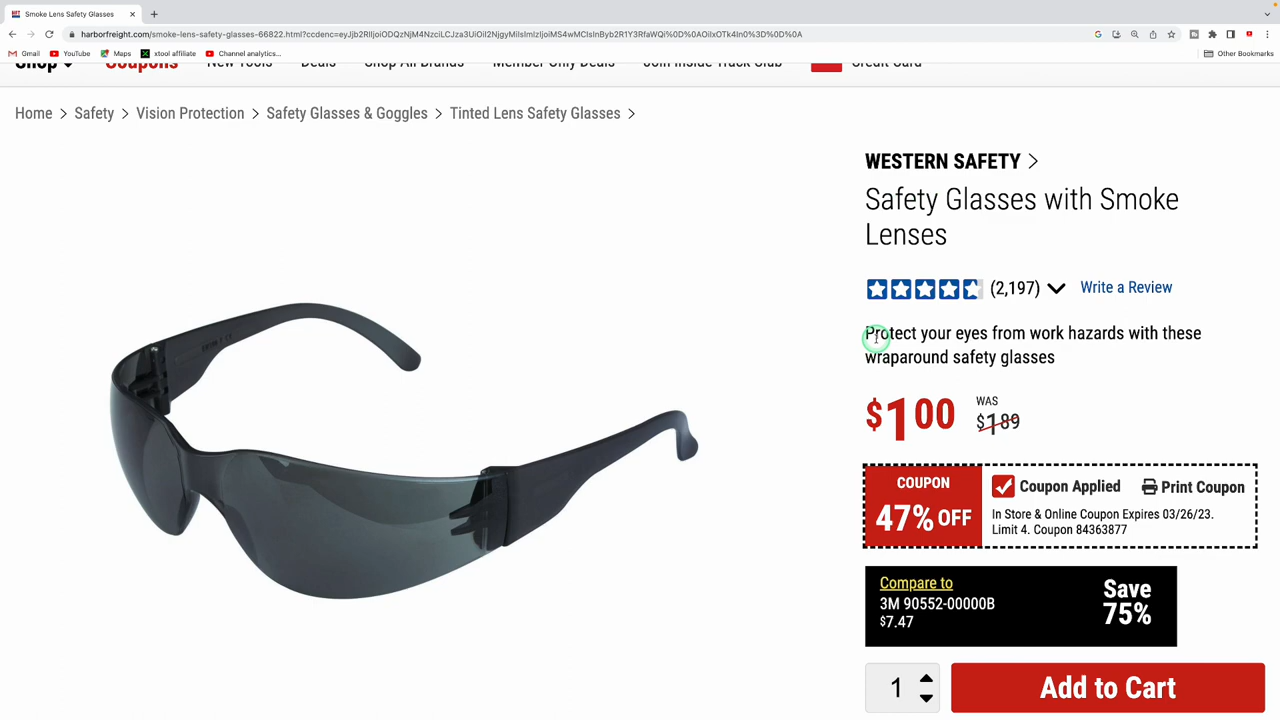 Smoke Lens Safety Glasses
harborfreight.com/smoke-lens-safety-glasses-66822.html?ccdenc=
Gmail YouTube Maps xtool affiliate Channel analytics... Other Bookmarks
Shop Coupons New Tools Deals Shop All Brands Member Only Deals Join Inside Track Club Credit Card
Home > Safety > Vision Protection > Safety Glasses & Goggles > Tinted Lens Safety Glasses >
WESTERN SAFETY >
Safety Glasses with Smoke
Lenses
(2,197) Write a Review
Protect your eyes from work hazards with these
wraparound safety glasses
$1 00 WAS
$1 89
COUPON
47% OFF
Coupon Applied Print Coupon
In Store & Online Coupon Expires 03/26/23.
Limit 4. Coupon 84363877
Compare to
3M 90552-00000B
$7.47
Save
75%
1 Add to Cart